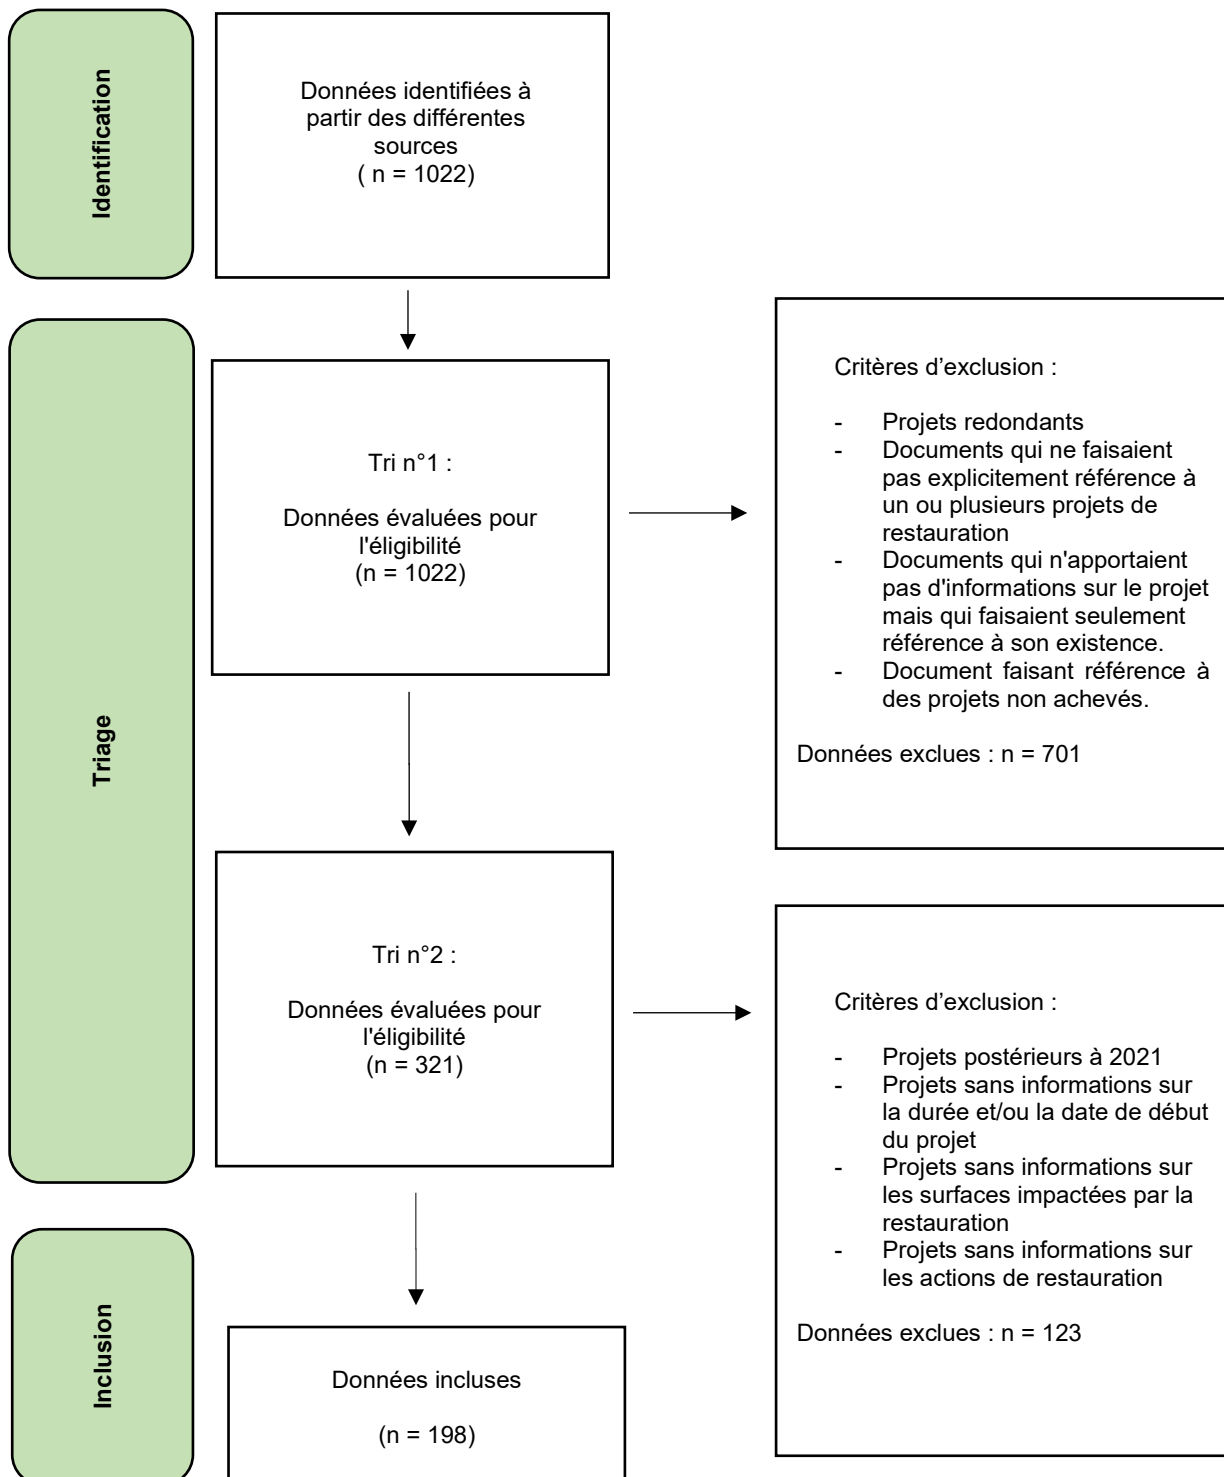 Identification
Données identifiées à
partir des différentes
sources
( n = 1022)
Triage
Tri n°1 :
Données évaluées pour
l'éligibilité
(n = 1022)
Critères d’exclusion :
- Projets redondants
- Documents qui ne faisaient
pas explicitement référence à
un ou plusieurs projets de
restauration
- Documents qui n'apportaient
pas d'informations sur le projet
mais qui faisaient seulement
référence à son existence.
- Document faisant référence à
des projets non achevés.
Données exclues : n = 701
Tri n°2 :
Données évaluées pour
l'éligibilité
(n = 321)
Critères d’exclusion :
- Projets postérieurs à 2021
- Projets sans informations sur
la durée et/ou la date de début
du projet
- Projets sans informations sur
les surfaces impactées par la
restauration
- Projets sans informations sur
les actions de restauration
Données exclues : n = 123
Inclusion
Données incluses
(n = 198)